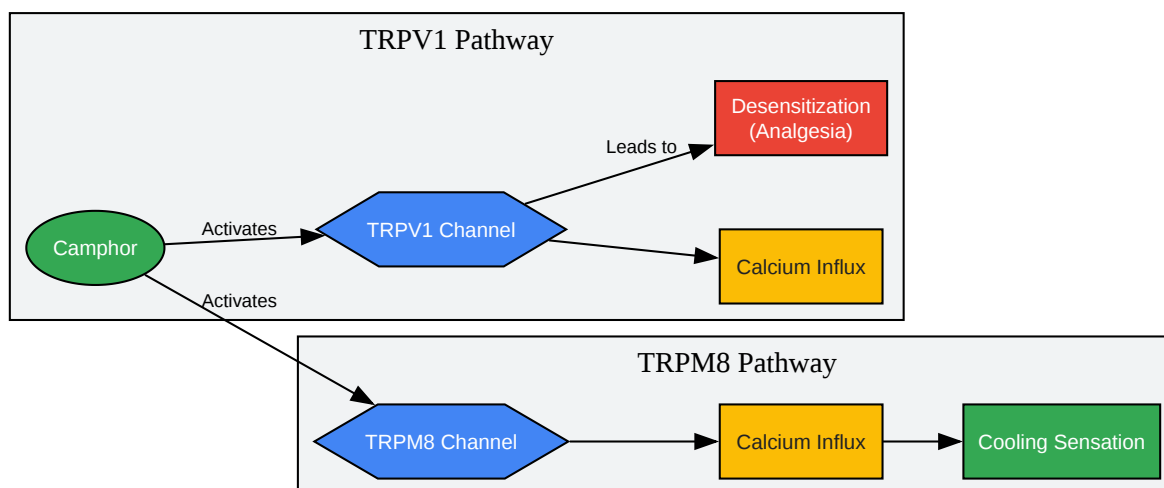 TRPV1 Pathway
Desensitization
(Analgesia)
Leads to
Activates
TRPV1 Channel
Camphor
Calcium Influx
Activates
TRPM8 Pathway
TRPM8 Channel
Calcium Influx
Cooling Sensation